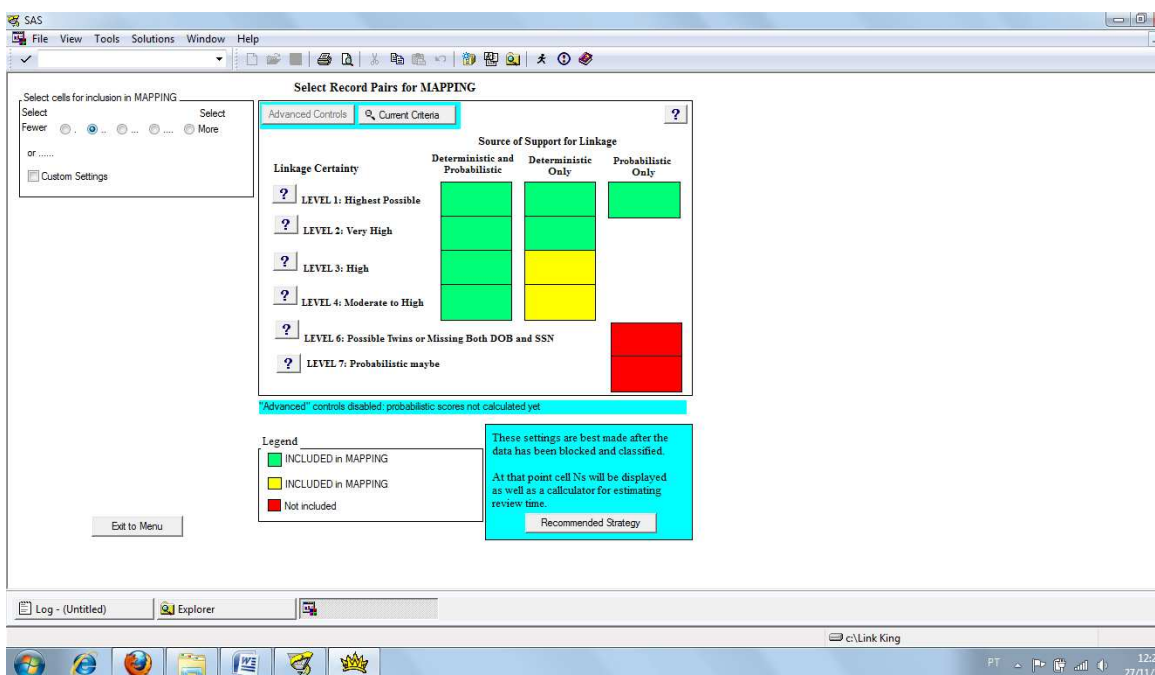 SAS
File View Tools Solutions Window Help
Select Record Pairs for MAPPING
Select cells for inclusion in MAPPING
Select Select
Fewer . .. ... .... More
or ......
Custom Settings
Advanced Controls Current Criteria ?
Source of Support for Linkage
Linkage Certainty
Deterministic and Probabilistic
Deterministic Only
Probabilistic Only
? LEVEL 1: Highest Possible
? LEVEL 2: Very High
? LEVEL 3: High
? LEVEL 4: Moderate to High
? LEVEL 6: Possible Twins or Missing Both DOB and SSN
? LEVEL 7: Probabilistic maybe
"Advanced" controls disabled: probabilistic scores not calculated yet
Legend
INCLUDED in MAPPING
INCLUDED in MAPPING
Not included
These settings are best made after the
data has been blocked and classified.
At that point cell Ns will be displayed
as well as a callculator for estimating
review time.
Recommended Strategy
Exit to Menu
Log - (Untitled) Explorer
c:\Link King
PT
12:2
27/11/